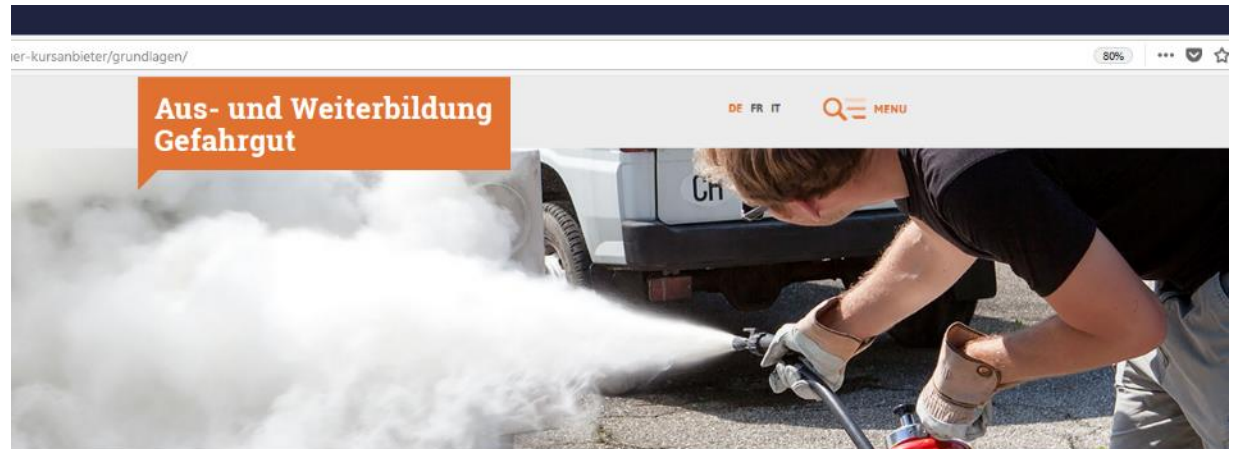 er-kursanbieter/grundlagen/
80%
Aus- und Weiterbildung
Gefahrgut
DE FR IT
MENU
CH